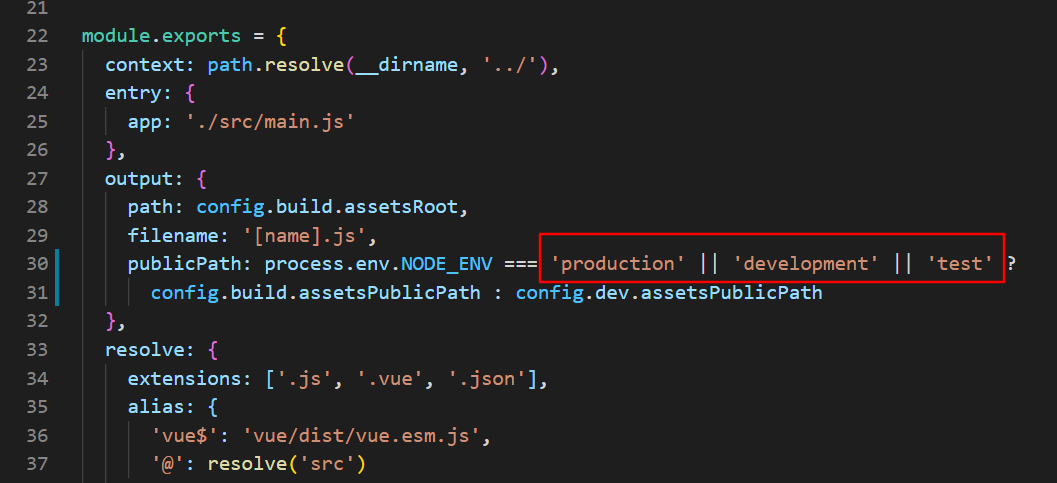 21
22 module.exports = {
23 context: path.resolve(__dirname, '../'),
24 entry: {
25 app: './src/main.js'
26 },
27 output: {
28 path: config.build.assetsRoot,
29 filename: '[name].js',
30 publicPath: process.env.NODE_ENV === 'production' || 'development' || 'test' ?
31 config.build.assetsPublicPath : config.dev.assetsPublicPath
32 },
33 resolve: {
34 extensions: ['.js', '.vue', '.json'],
35 alias: {
36 'vue$': 'vue/dist/vue.esm.js',
37 '@': resolve('src')